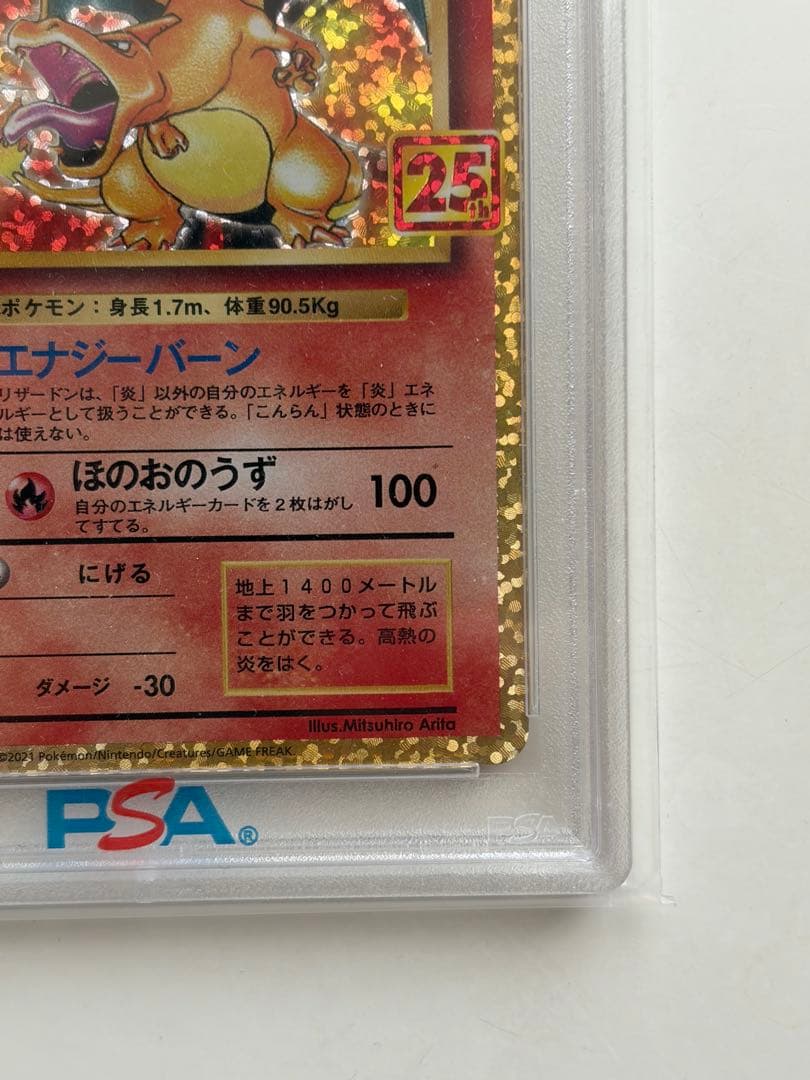 25th
ポケモン：身長1.7m、体重90.5Kg
エナジーバーン
リザードンは、「炎」以外の自分のエネルギーを「炎」エネ
ルギーとして扱うことができる。「こんらん」状態のときに
は使えない。
ほのおのうず 100
自分のエネルギーカードを２枚はがし
てすてる。
にげる
地上１４００メートル
まで羽をつかって飛ぶ
ことができる。高熱の
炎をはく。
ダメージ -30
Illus.Mitsuhiro Arita
©2021 Pokémon/Nintendo/Creatures/GAME FREAK.
PSA®
PSA